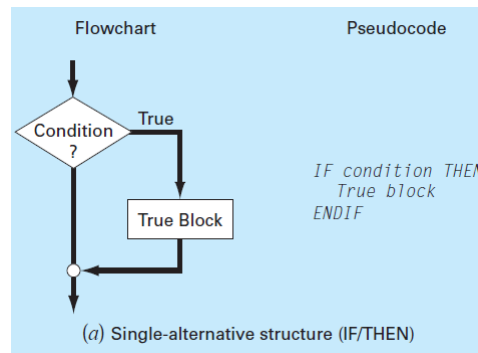 Flowchart
Pseudocode
True
Condition
?
True Block
IF condition THEN
True block
ENDIF
(a) Single-alternative structure (IF/THEN)